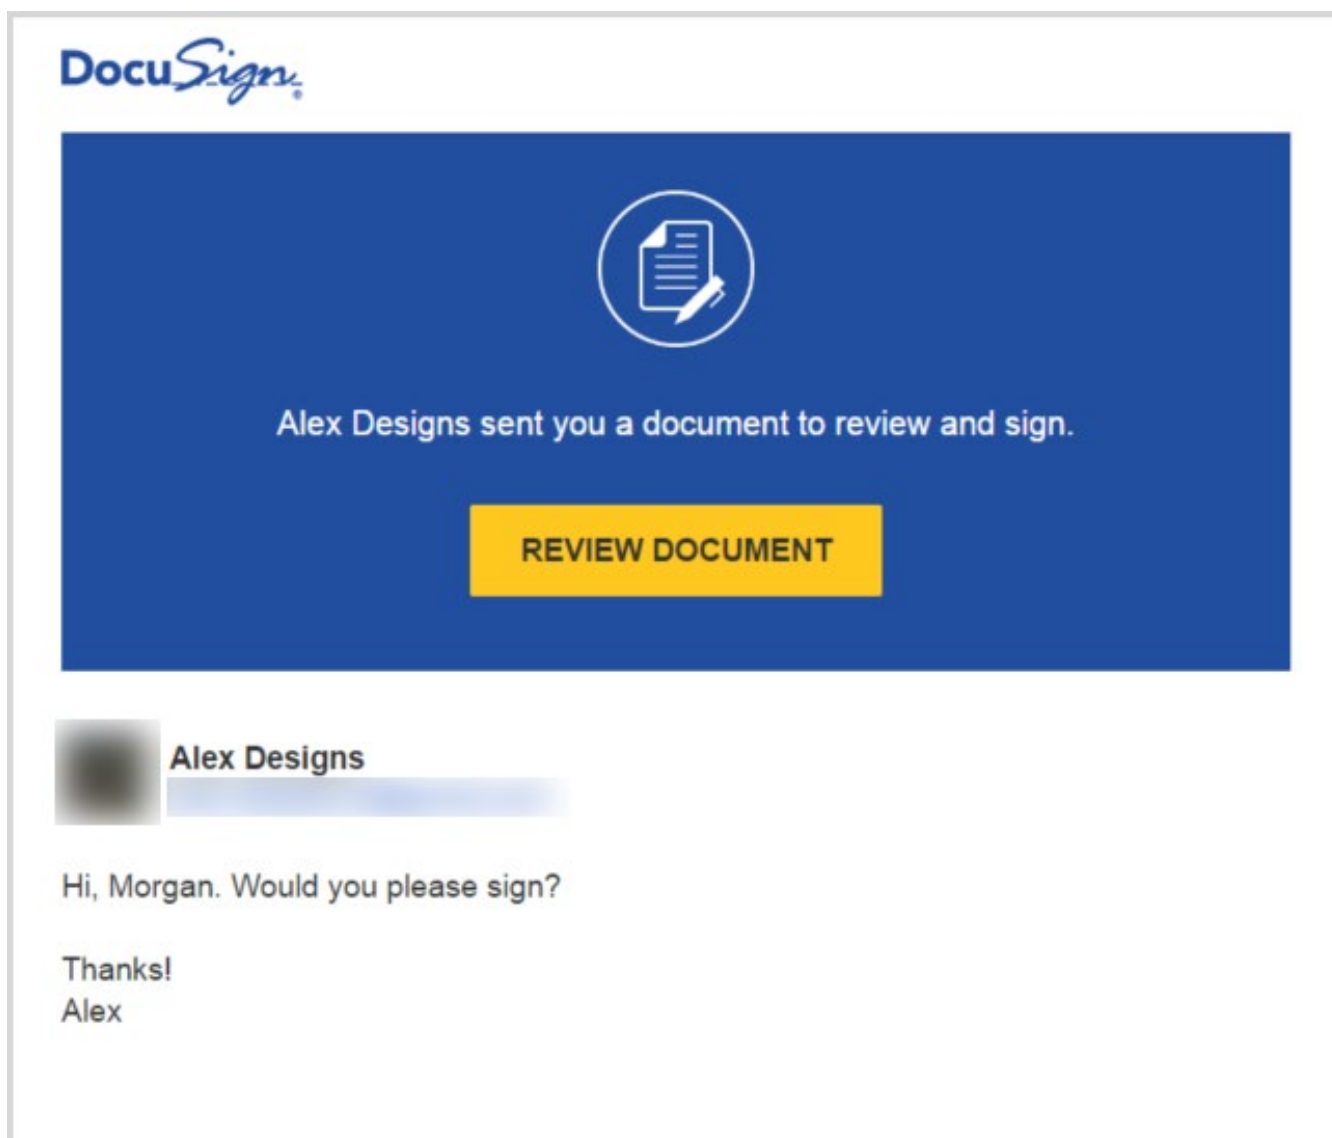 DocuSign®
Alex Designs sent you a document to review and sign.
REVIEW DOCUMENT
Alex Designs
Hi, Morgan. Would you please sign?
Thanks!
Alex